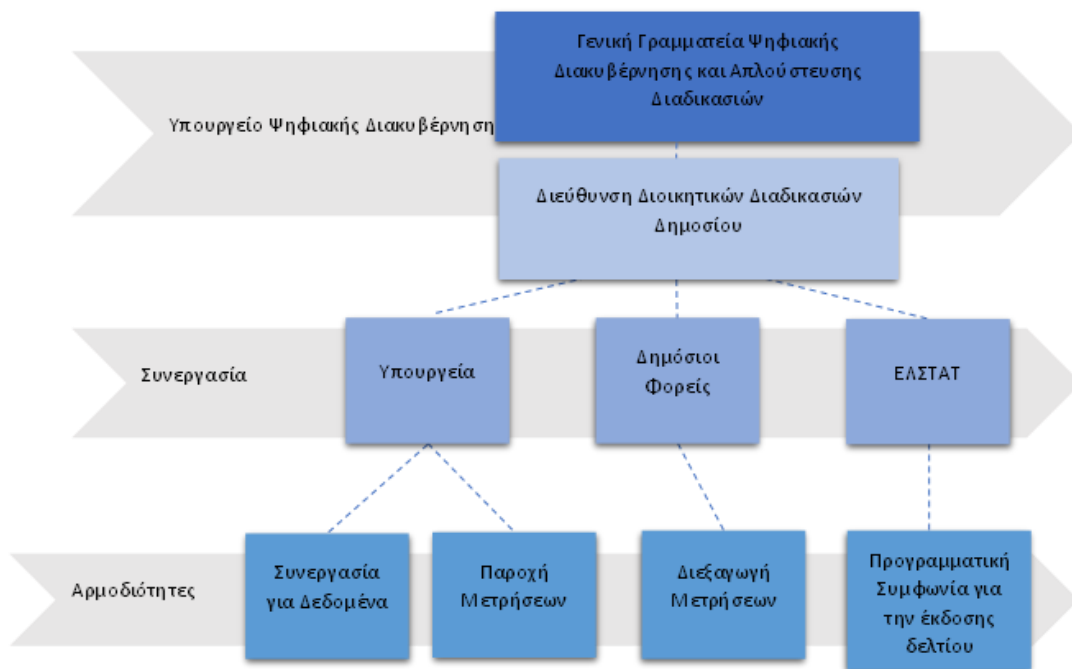 Γενική Γραμματεία Ψηφιακής
Διακυβέρνησης και Απλούστευσης
Διαδικασιών
Υπουργείο Ψηφιακής Διακυβέρνηση
Διεύθυνση Διοικητικών Διαδικασιών
Δημοσίου
Συνεργασία
Υπουργεία
Δημόσιοι
Φορείς
ΕΛΣΤΑΤ
Αρμοδιότητες
Συνεργασία
για Δεδομένα
Παροχή
Μετρήσεων
Διεξαγωγή
Μετρήσεων
Προγραμματική
Συμφωνία για
την έκδοσης
δελτίου